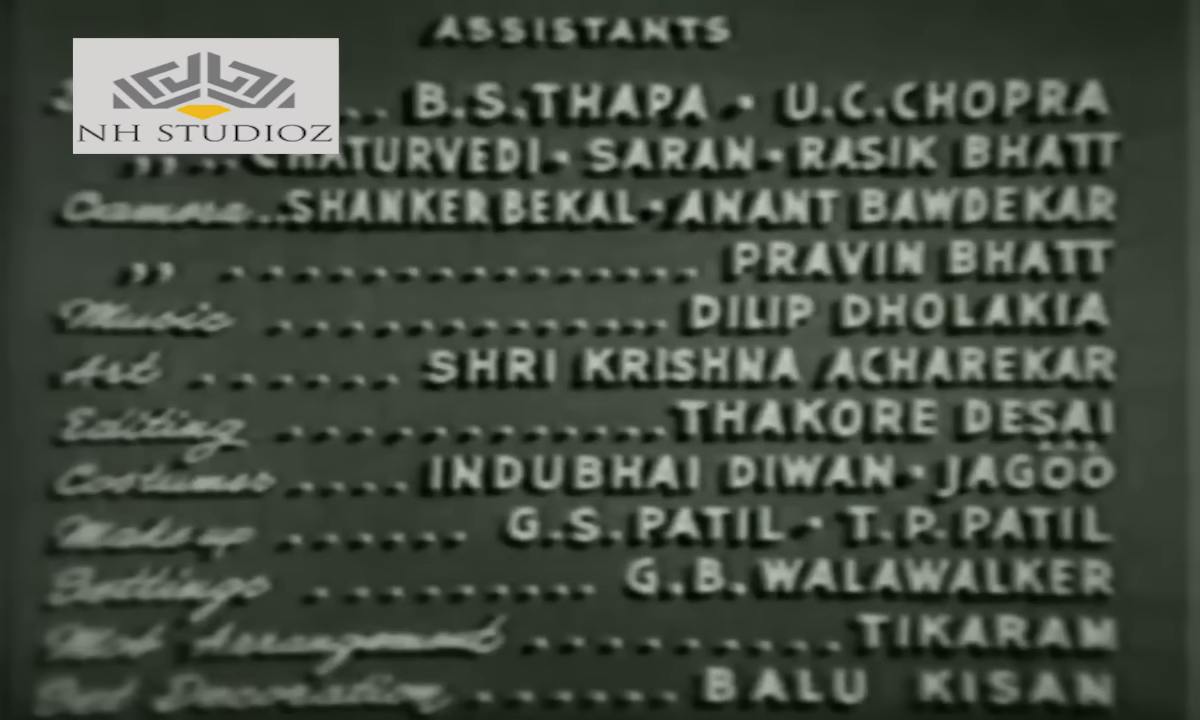 ASSISTANTS
NH STUDIOZ
... B.S.THAPA • U.C.CHOPRA
,, .. CHATURVEDI • SARAN • RASIK BHATT
Camera .. SHANKER BEKAL • ANANT BAWDEKAR
,, ................ PRAVIN BHATT
Music .............. DILIP DHOLAKIA
Art ....... SHRI KRISHNA ACHAREKAR
Editing .............. THAKORE DESAI
Costumes .... INDUBHAI DIWAN • JAGOO
Make up ...... G.S.PATIL • T.P.PATIL
Settings .......... G.B.WALAWALKER
Arrangement .......... TIKARAM
Decoration ....... BALU KISAN